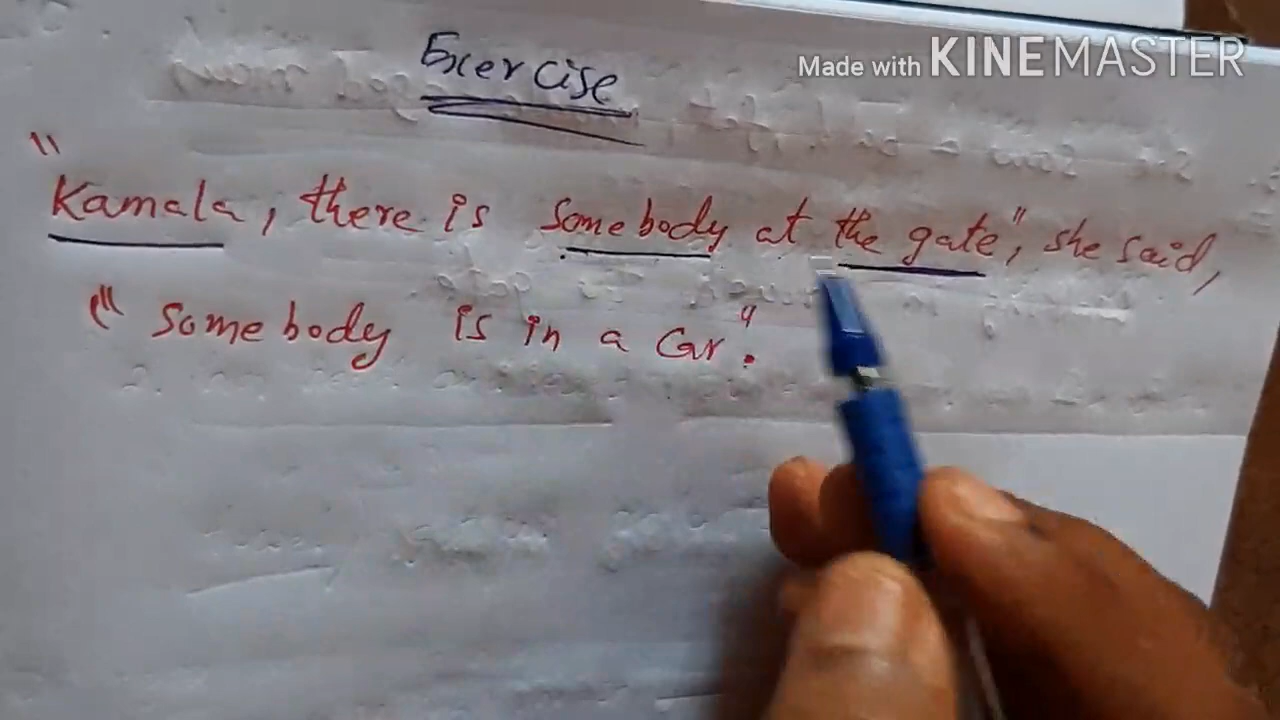 Made with KINEMASTER
Exercise
"Kamala, there is somebody at the gate", she said,
"Somebody is in a Car".